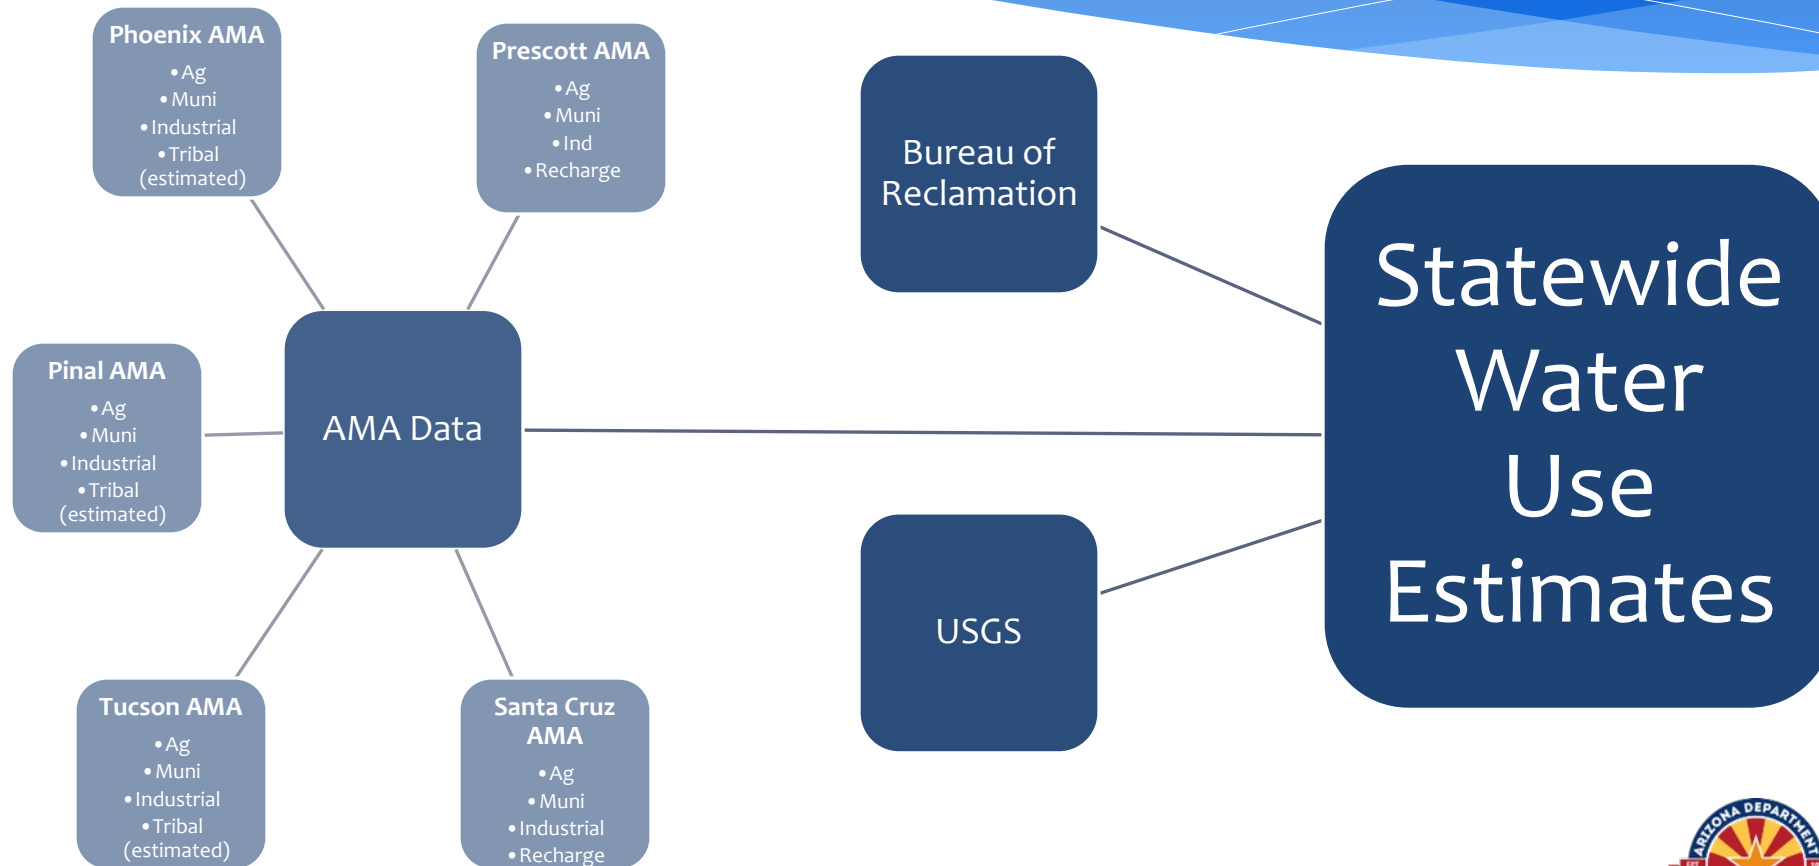 Phoenix AMA
•Ag
•Muni
•Industrial
•Tribal
(estimated)
Prescott AMA
•Ag
•Muni
•Ind
•Recharge
Pinal AMA
•Ag
•Muni
•Industrial
•Tribal
(estimated)
AMA Data
Tucson AMA
•Ag
•Muni
•Industrial
•Tribal
(estimated)
Santa Cruz
AMA
•Ag
•Muni
•Industrial
•Recharge
Bureau of
Reclamation
USGS
Statewide
Water
Use
Estimates